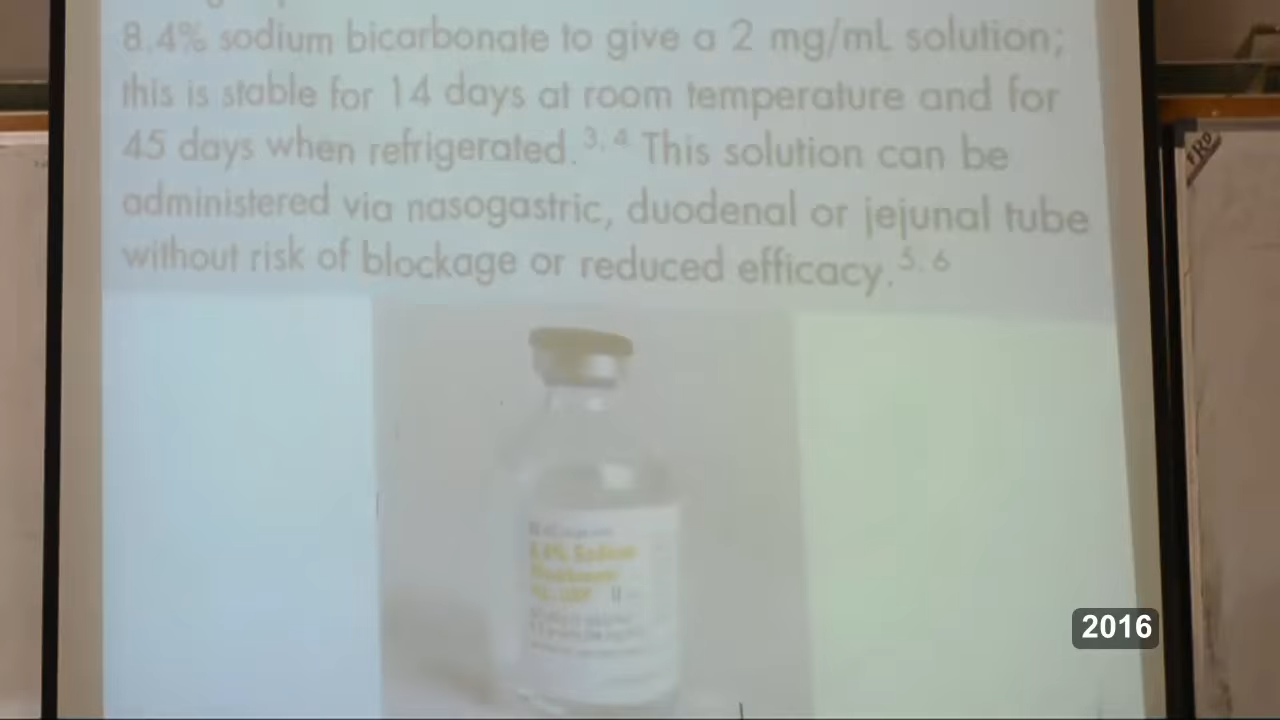 8.4% sodium bicarbonate to give a 2 mg/mL solution;
this is stable for 14 days at room temperature and for
45 days when refrigerated.3, 4 This solution can be
administered via nasogastric, duodenal or jejunal tube
without risk of blockage or reduced efficacy.5, 6
8.4% Sodium
2016